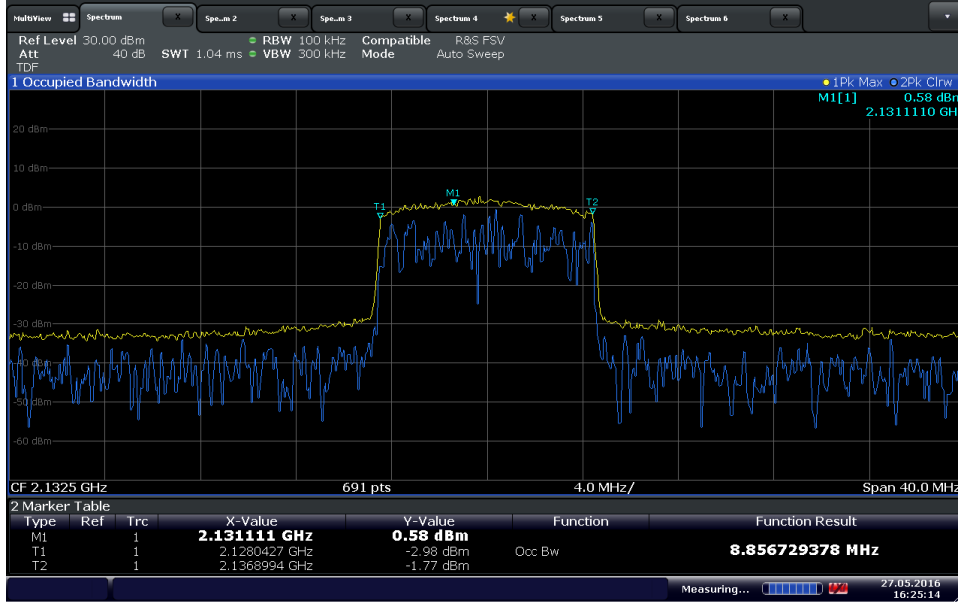 MultiView Spectrum X Spe..m 2 X Spe..m 3 X Spectrum 4 X Spectrum 5 X Spectrum 6 X
Ref Level 30.00 dBm RBW 100 kHz Compatible R&S FSV
Att 40 dB SWT 1.04 ms VBW 300 kHz Mode Auto Sweep
TDF
1 Occupied Bandwidth 1Pk Max 2Pk Clrw
M1[1] 0.58 dBm
2.1311110 GH
20 dBm
10 dBm
M1
T1 T2
0 dBm
-10 dBm
-20 dBm
-30 dBm
-40 dBm
-50 dBm
-60 dBm
CF 2.1325 GHz 691 pts 4.0 MHz/ Span 40.0 MHz
2 Marker Table
Type Ref Trc X-Value Y-Value Function Function Result
M1 1 2.131111 GHz 0.58 dBm
T1 1 2.1280427 GHz -2.98 dBm Occ Bw 8.856729378 MHz
T2 1 2.1368994 GHz -1.77 dBm
Measuring... 27.05.2016
16:25:14